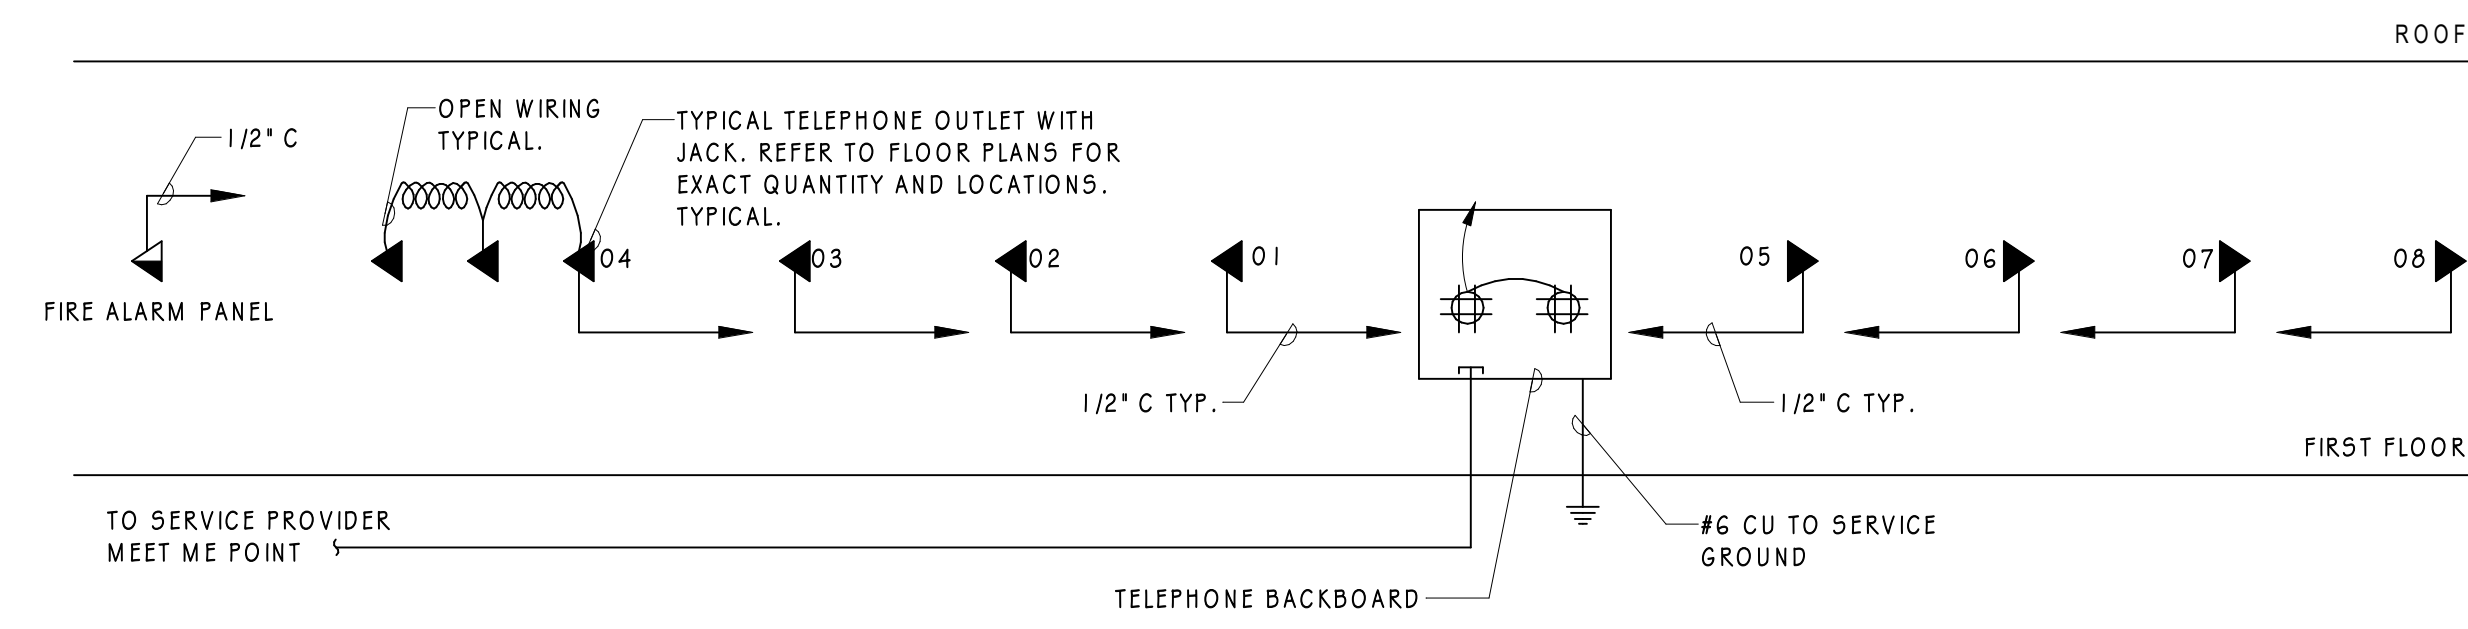 ROOF
OPEN WIRING
TYPICAL.
1/2" C
TYPICAL TELEPHONE OUTLET WITH
JACK. REFER TO FLOOR PLANS FOR
EXACT QUANTITY AND LOCATIONS.
TYPICAL.
04
03
02
01
05
06
07
08
FIRE ALARM PANEL
1/2" C TYP.
1/2" C TYP.
FIRST FLOOR
TO SERVICE PROVIDER
MEET ME POINT
#6 CU TO SERVICE
GROUND
TELEPHONE BACKBOARD